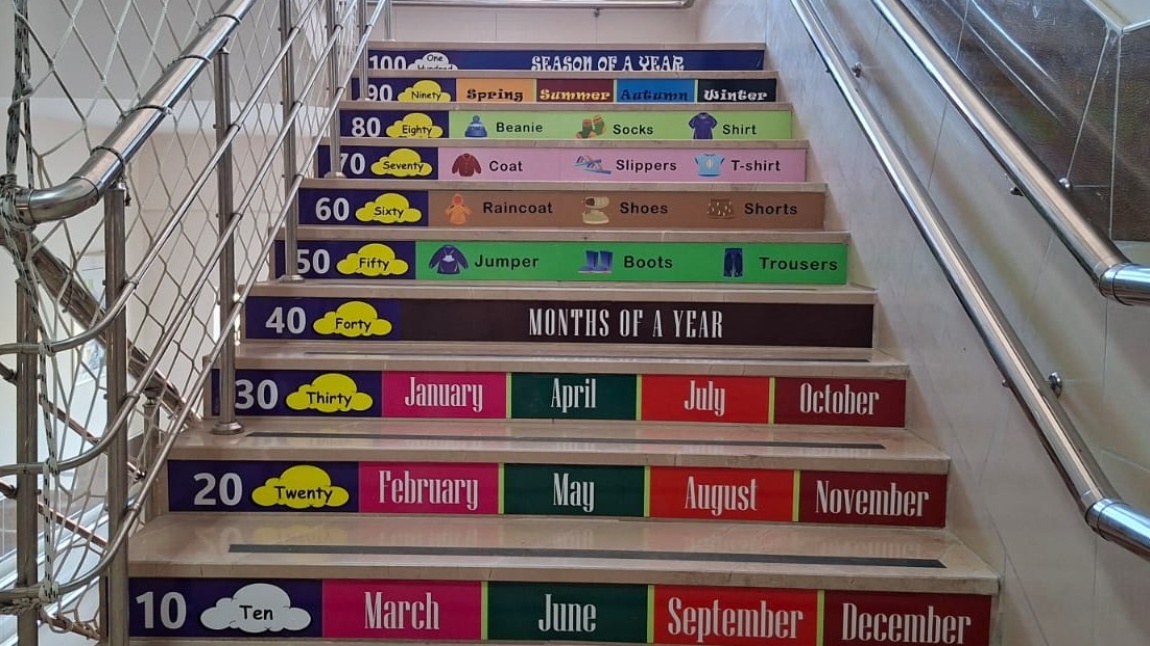 100 One Hundred SEASON OF A YEAR
90 Ninety Spring Summer Autumn Winter
80 Eighty Beanie Socks Shirt
70 Seventy Coat Slippers T-shirt
60 Sixty Raincoat Shoes Shorts
50 Fifty Jumper Boots Trousers
40 Forty MONTHS OF A YEAR
30 Thirty January April July October
20 Twenty February May August November
10 Ten March June September December